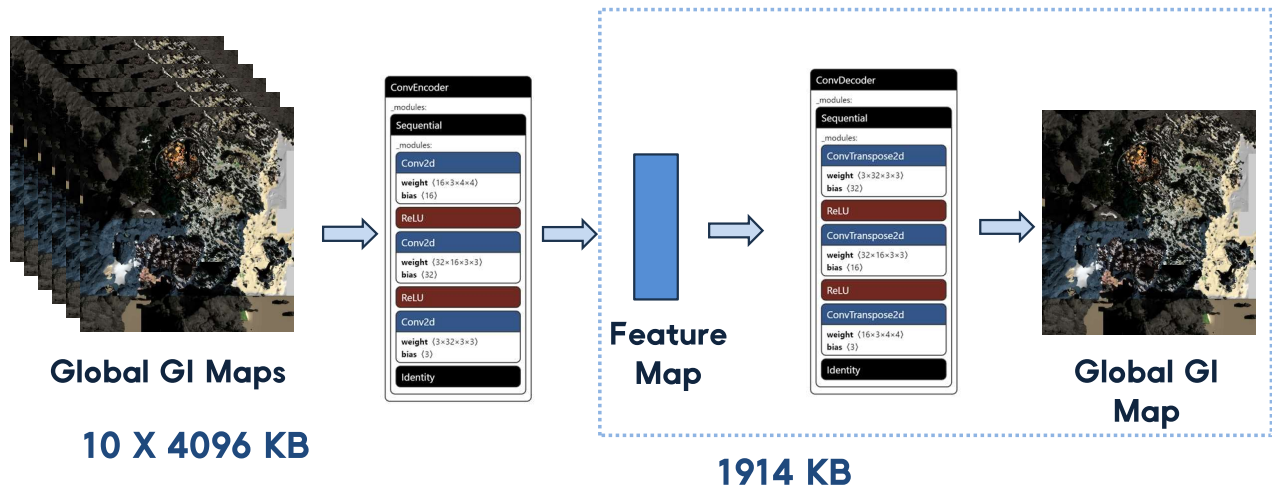 Global GI Maps
10 X 4096 KB
ConvEncoder
_modules:
Sequential
_modules:
Conv2d
weight ⟨16×3×4×4⟩
bias ⟨16⟩
ReLU
Conv2d
weight ⟨32×16×3×3⟩
bias ⟨32⟩
ReLU
Conv2d
weight ⟨3×32×3×3⟩
bias ⟨3⟩
Identity
Feature
Map
ConvDecoder
_modules:
Sequential
_modules:
ConvTranspose2d
weight ⟨3×32×3×3⟩
bias ⟨32⟩
ReLU
ConvTranspose2d
weight ⟨32×16×3×3⟩
bias ⟨16⟩
ReLU
ConvTranspose2d
weight ⟨16×3×4×4⟩
bias ⟨3⟩
Identity
Global GI
Map
1914 KB